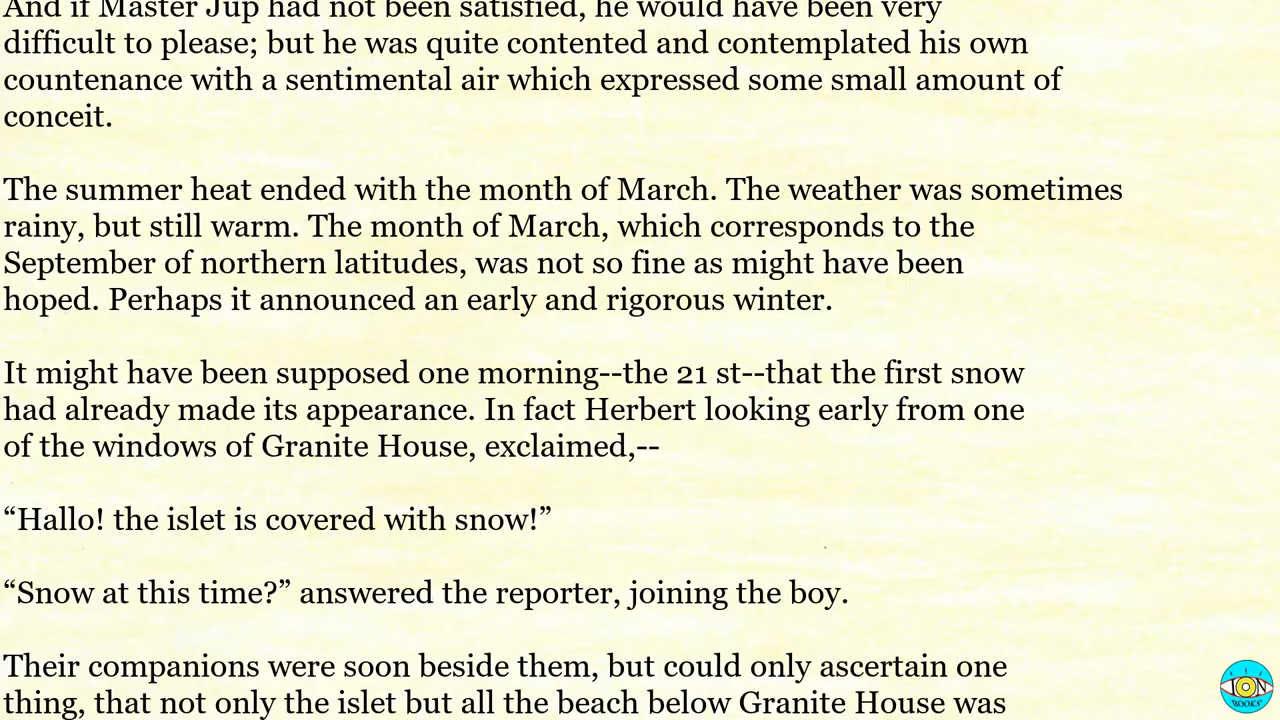 And if Master Jup had not been satisfied, he would have been very
difficult to please; but he was quite contented and contemplated his own
countenance with a sentimental air which expressed some small amount of
conceit.
The summer heat ended with the month of March. The weather was sometimes
rainy, but still warm. The month of March, which corresponds to the
September of northern latitudes, was not so fine as might have been
hoped. Perhaps it announced an early and rigorous winter.
It might have been supposed one morning--the 21 st--that the first snow
had already made its appearance. In fact Herbert looking early from one
of the windows of Granite House, exclaimed,--
“Hallo! the islet is covered with snow!”
“Snow at this time?” answered the reporter, joining the boy.
Their companions were soon beside them, but could only ascertain one
thing, that not only the islet but all the beach below Granite House was
ION
BOOKS